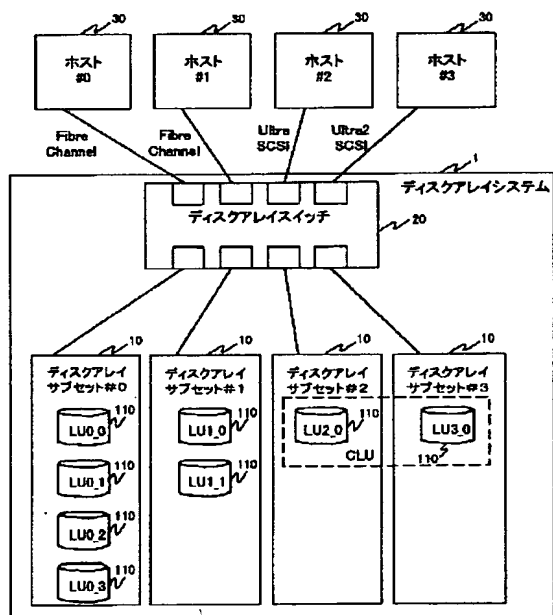 30
30
30
30
ホスト
#0
ホスト
#1
ホスト
#2
ホスト
#3
Fibre
Channel
Fibre
Channel
Ultra
SCSI
Ultra2
SCSI
1
ディスクアレイシステム
ディスクアレイスイッチ
20
10
10
10
10
ディスクアレイ
サブセット#0
ディスクアレイ
サブセット#1
ディスクアレイ
サブセット#2
ディスクアレイ
サブセット#3
110
LU0_0
110
LU0_1
110
LU0_2
110
LU0_3
110
LU1_0
110
LU1_1
110
LU2_0
CLU
LU3_0
110